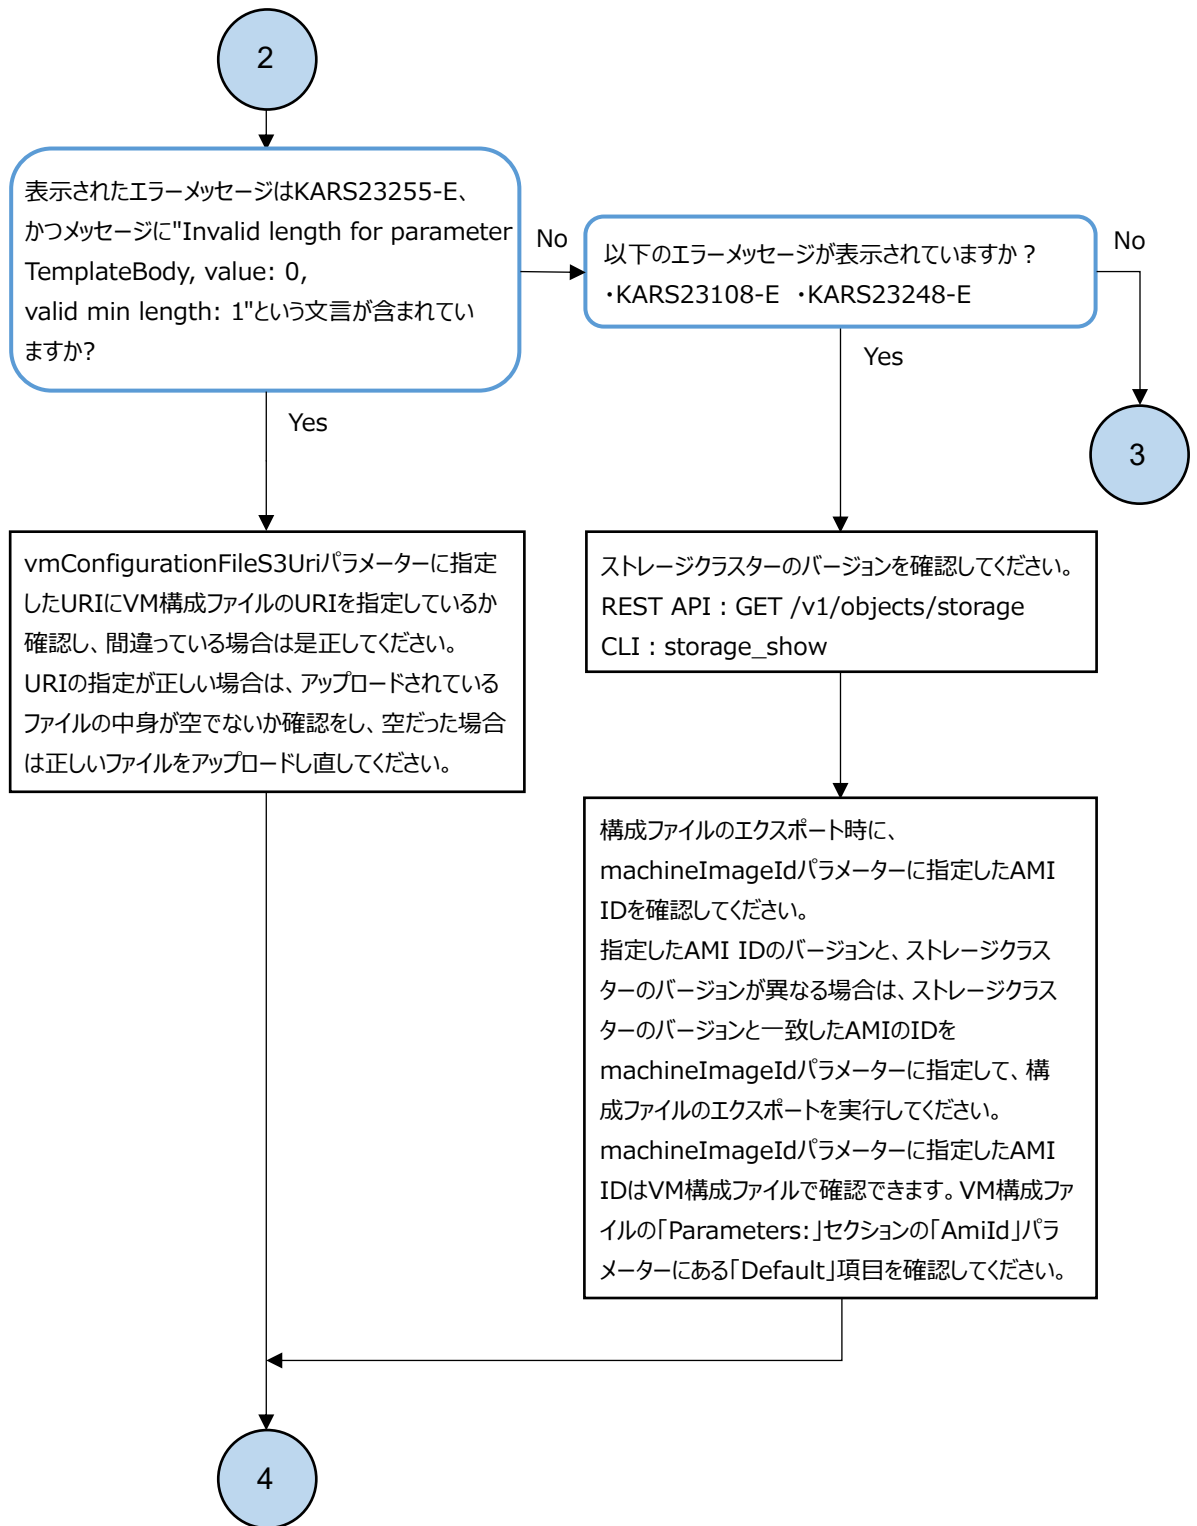 2
表示されたエラーメッセージはKARS23255-E、
かつメッセージに"Invalid length for parameter
TemplateBody, value: 0,
valid min length: 1"という文言が含まれてい
ますか?
No
以下のエラーメッセージが表示されていますか？
・KARS23108-E ・KARS23248-E
No
Yes
Yes
3
vmConfigurationFileS3Uriパラメーターに指定
したURIにVM構成ファイルのURIを指定しているか
確認し、間違っている場合は是正してください。
URIの指定が正しい場合は、アップロードされている
ファイルの中身が空でないか確認をし、空だった場合
は正しいファイルをアップロードし直してください。
ストレージクラスターのバージョンを確認してください。
REST API：GET /v1/objects/storage
CLI：storage_show
構成ファイルのエクスポート時に、
machineImageIdパラメーターに指定したAMI
IDを確認してください。
指定したAMI IDのバージョンと、ストレージクラス
ターのバージョンが異なる場合は、ストレージクラス
ターのバージョンと一致したAMIのIDを
machineImageIdパラメーターに指定して、構
成ファイルのエクスポートを実行してください。
machineImageIdパラメーターに指定したAMI
IDはVM構成ファイルで確認できます。VM構成ファ
イルの「Parameters:」セクションの「AmiId」パラ
メーターにある「Default」項目を確認してください。
4